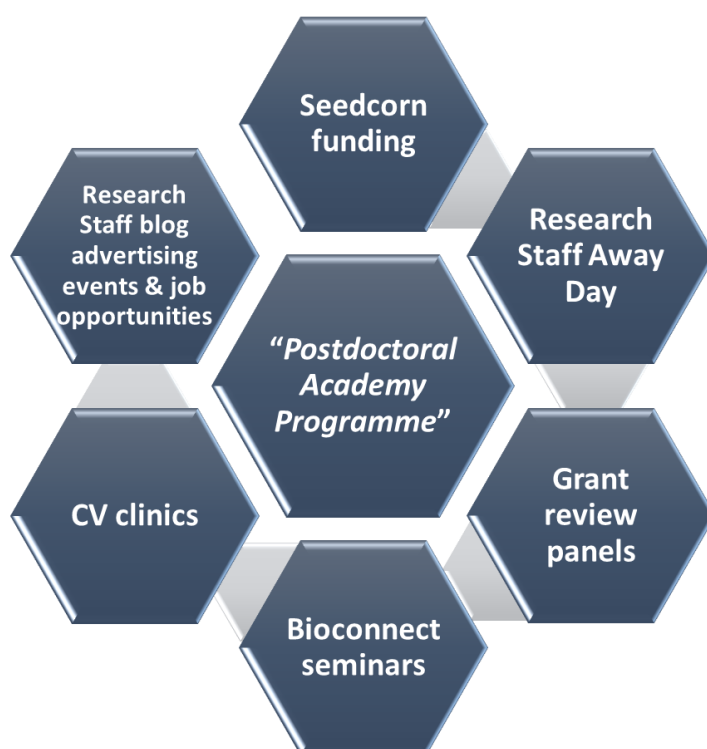 Seedcorn
funding
Research
Staff Away
Day
Grant
review
panels
Bioconnect
seminars
CV clinics
Research
Staff blog
advertising
events & job
opportunities
“Postdoctoral
Academy
Programme”